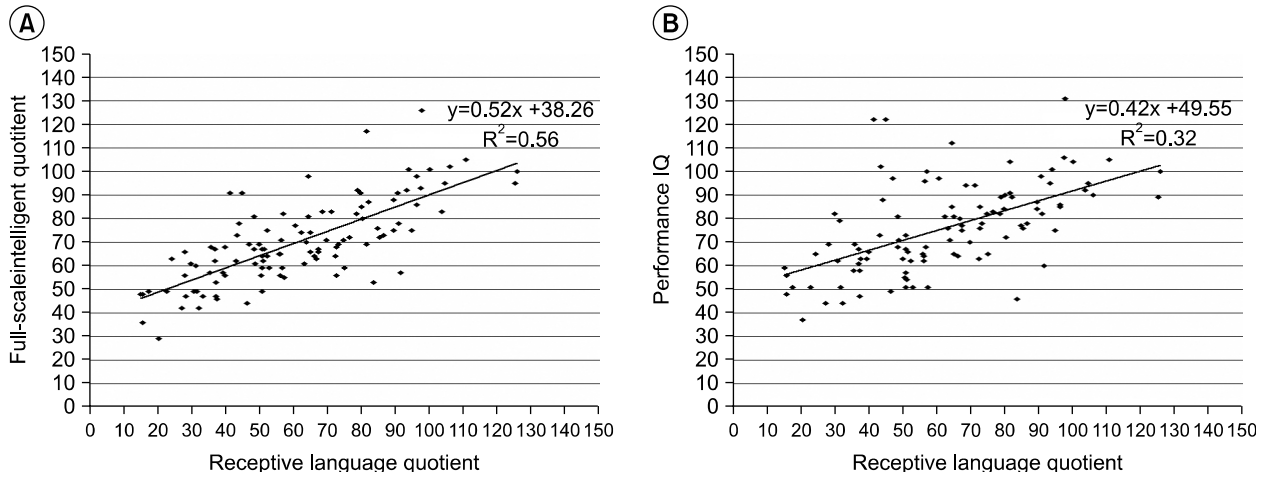 A
Full-scaleintelligent quotitent
150
140
130
120
110
100
90
80
70
60
50
40
30
20
10
0
y=0.52x +38.26
R²=0.56
0 10 20 30 40 50 60 70 80 90 100 110 120 130 140 150
Receptive language quotient
B
Performance IQ
150
140
130
120
110
100
90
80
70
60
50
40
30
20
10
0
y=0.42x +49.55
R²=0.32
0 10 20 30 40 50 60 70 80 90 100 110 120 130 140 150
Receptive language quotient